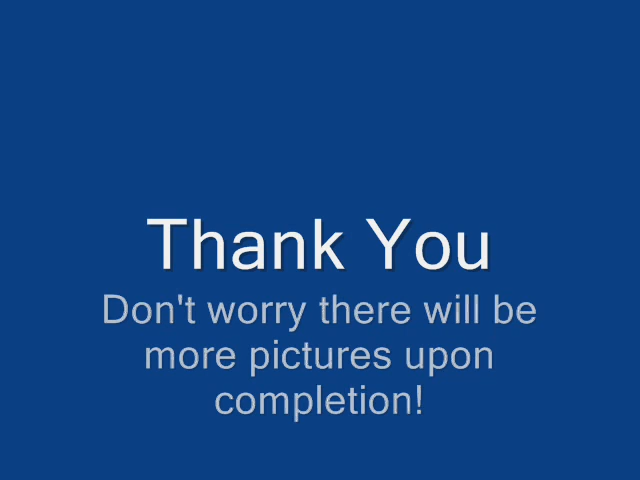 Thank You
Don't worry there will be
more pictures upon
completion!